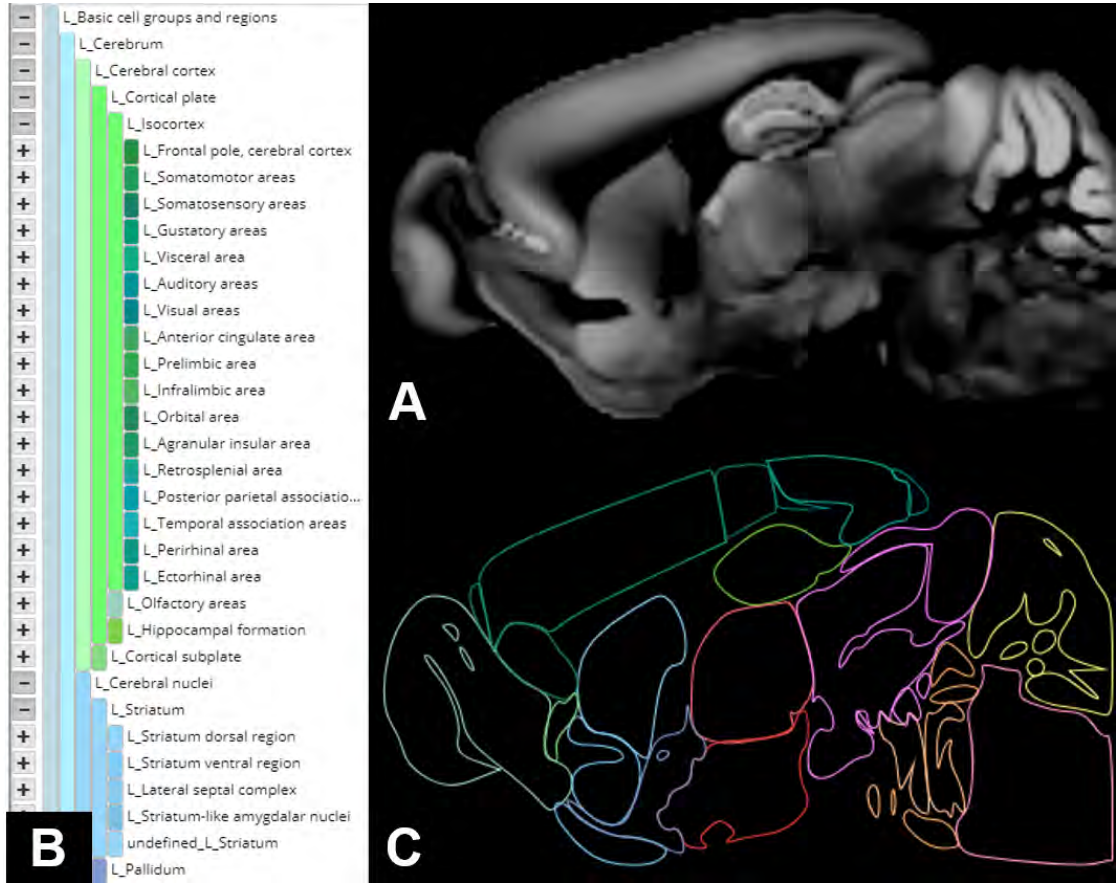 L_Basic cell groups and regions
L_Cerebrum
L_Cerebral cortex
L_Cortical plate
L_Isocortex
L_Frontal pole, cerebral cortex
L_Somatomotor areas
L_Somatosensory areas
L_Gustatory areas
L_Visceral area
L_Auditory areas
L_Visual areas
L_Anterior cingulate area
L_Prelimbic area
L_Infralimbic area
L_Orbital area
L_Agranular insular area
L_Retrosplenial area
L_Posterior parietal associatio...
L_Temporal association areas
L_Perirhinal area
L_Ectorhinal area
L_Olfactory areas
L_Hippocampal formation
L_Cortical subplate
L_Cerebral nuclei
L_Striatum
L_Striatum dorsal region
L_Striatum ventral region
L_Lateral septal complex
L_Striatum-like amygdalar nuclei
undefined_L_Striatum
L_Pallidum
B
A
C